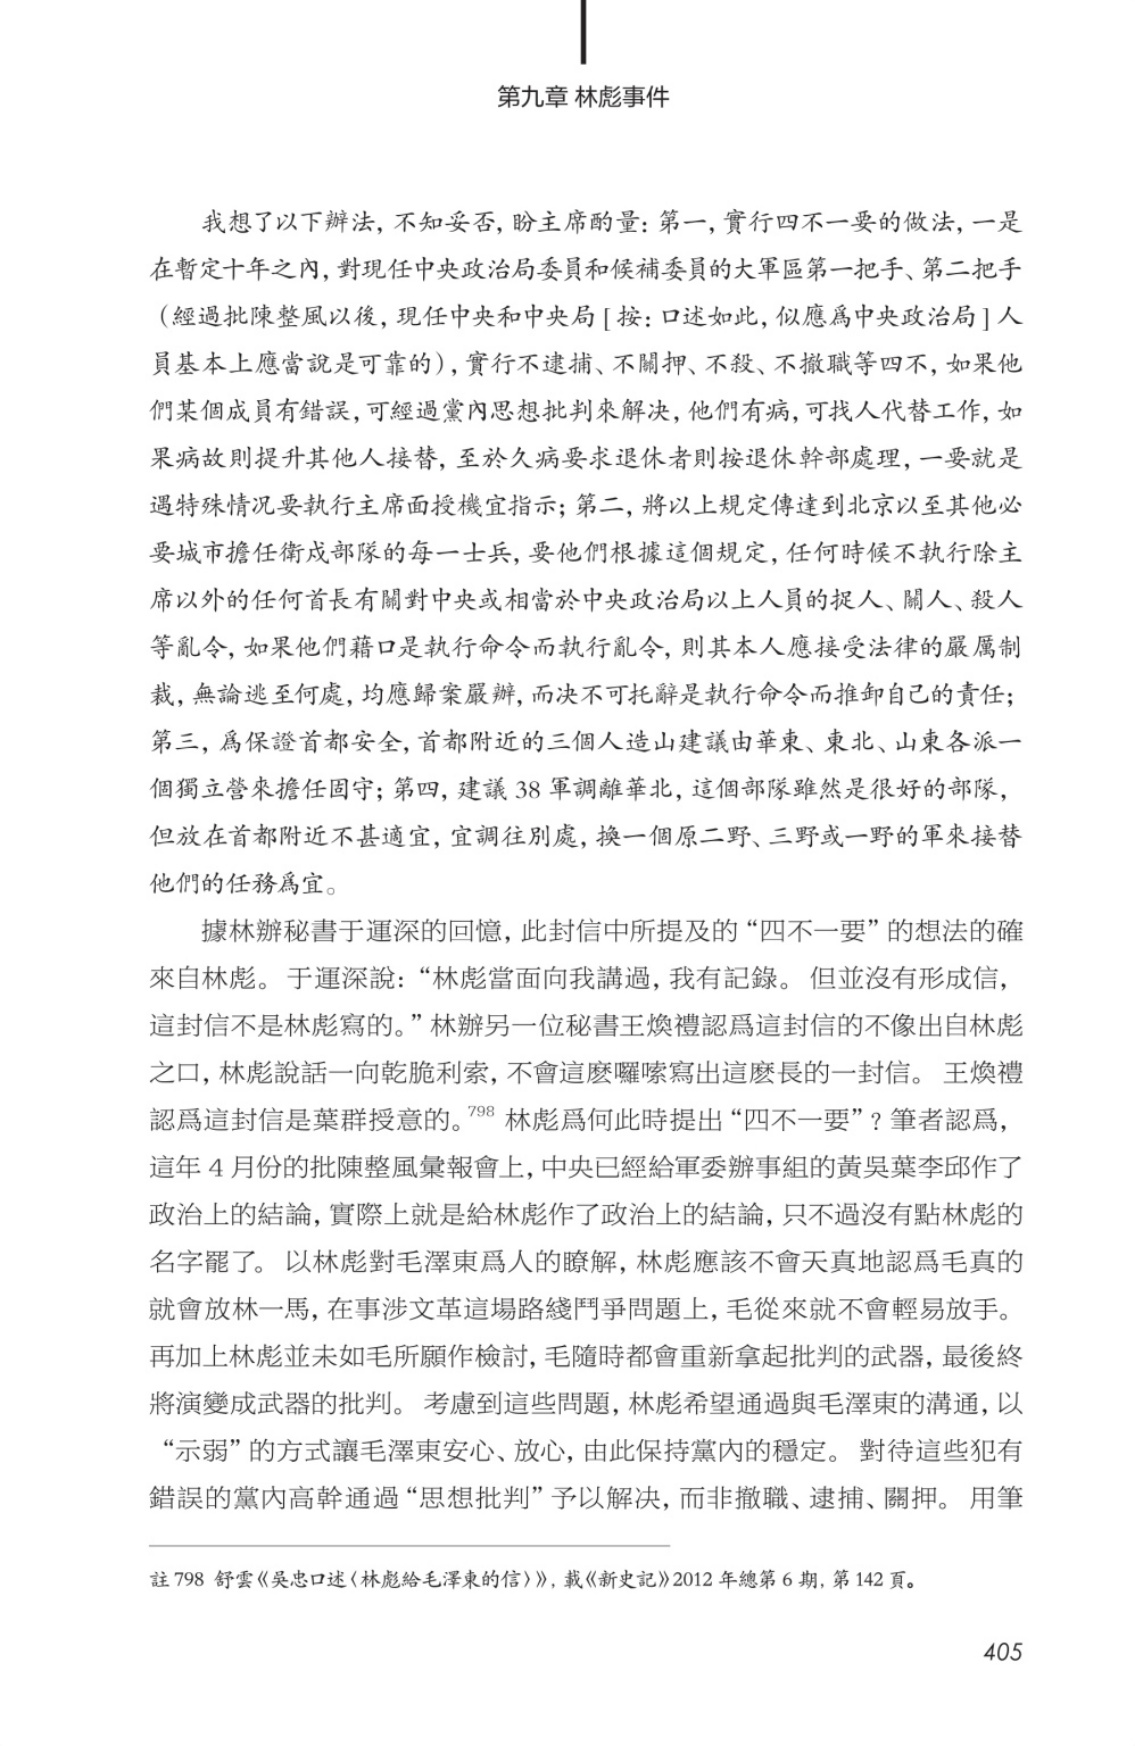 第九章 林彪事件
我想了以下辦法，不知妥否，盼主席酌量：第一，實行四不一要的做法，一是
在暫定十年之內，對現任中央政治局委員和候補委員的大軍區第一把手、第二把手
（經過批陳整風以後，現任中央和中央局［按：口述如此，似應爲中央政治局］人
員基本上應當說是可靠的），實行不逮捕、不關押、不殺、不撤職等四不，如果他
們某個成員有錯誤，可經過黨內思想批判來解決，他們有病，可找人代替工作，如
果病故則提升其他人接替，至於久病要求退休者則按退休幹部處理，一要就是
遇特殊情況要執行主席面授機宜指示；第二，將以上規定傳達到北京以至其他必
要城市擔任衛戍部隊的每一士兵，要他們根據這個規定，任何時候不執行除主
席以外的任何首長有關對中央或相當於中央政治局以上人員的捉人、關人、殺人
等亂令，如果他們藉口是執行命令而執行亂令，則其本人應接受法律的嚴厲制
裁，無論逃至何處，均應歸案嚴辦，而決不可托辭是執行命令而推卸自己的責任；
第三，爲保證首都安全，首都附近的三個人造山建議由華東、東北、山東各派一
個獨立營來擔任固守；第四，建議 38 軍調離華北，這個部隊雖然是很好的部隊，
但放在首都附近不甚適宜，宜調往別處，換一個原二野、三野或一野的軍來接替
他們的任務爲宜。
據林辦秘書于運深的回憶，此封信中所提及的“四不一要”的想法的確
來自林彪。于運深說：“林彪當面向我講過，我有記錄。但並沒有形成信，
這封信不是林彪寫的。”林辦另一位秘書王煥禮認爲這封信的不像出自林彪
之口，林彪說話一向乾脆利索，不會這麽囉嗦寫出這麽長的一封信。王煥禮
認爲這封信是葉群授意的。798 林彪爲何此時提出“四不一要”？筆者認爲，
這年 4 月份的批陳整風彙報會上，中央已經給軍委辦事組的黃吳葉李邱作了
政治上的結論，實際上就是給林彪作了政治上的結論，只不過沒有點林彪的
名字罷了。以林彪對毛澤東爲人的瞭解，林彪應該不會天真地認爲毛真的
就會放林一馬，在事涉文革這場路綫鬥爭問題上，毛從來就不會輕易放手。
再加上林彪並未如毛所願作檢討，毛隨時都會重新拿起批判的武器，最後終
將演變成武器的批判。考慮到這些問題，林彪希望通過與毛澤東的溝通，以
“示弱”的方式讓毛澤東安心、放心，由此保持黨內的穩定。對待這些犯有
錯誤的黨內高幹通過“思想批判”予以解決，而非撤職、逮捕、關押。用筆
註 798 舒雲《吳忠口述〈林彪給毛澤東的信〉》，載《新史記》2012 年總第 6 期，第 142 頁。
405